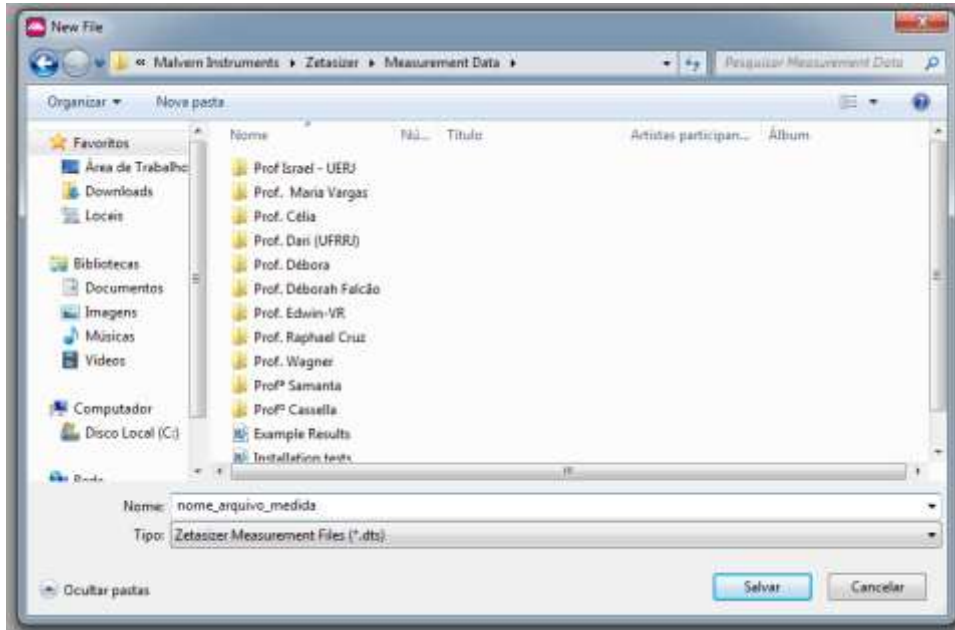 New File
« Malvern Instruments ▸ Zetasizer ▸ Measurement Data ▸
Pesquisar Measurement Data
Organizar
Nova pasta
Nome
Nú...
Título
Artistas participan...
Álbum
Favoritos
Área de Trabalho
Downloads
Locais
Bibliotecas
Documentos
Imagens
Músicas
Vídeos
Computador
Disco Local (C:)
Rede
Prof Israel - UERJ
Prof. Maria Vargas
Prof. Célia
Prof. Dari (UFRRJ)
Prof. Débora
Prof. Déborah Falcão
Prof. Edwin-VR
Prof. Raphael Cruz
Prof. Wagner
Profª Samanta
Profº Cassella
Example Results
Installation tests
Nome: nome_arquivo_medida
Tipo: Zetasizer Measurement Files (*.dts)
Ocultar pastas
Salvar
Cancelar